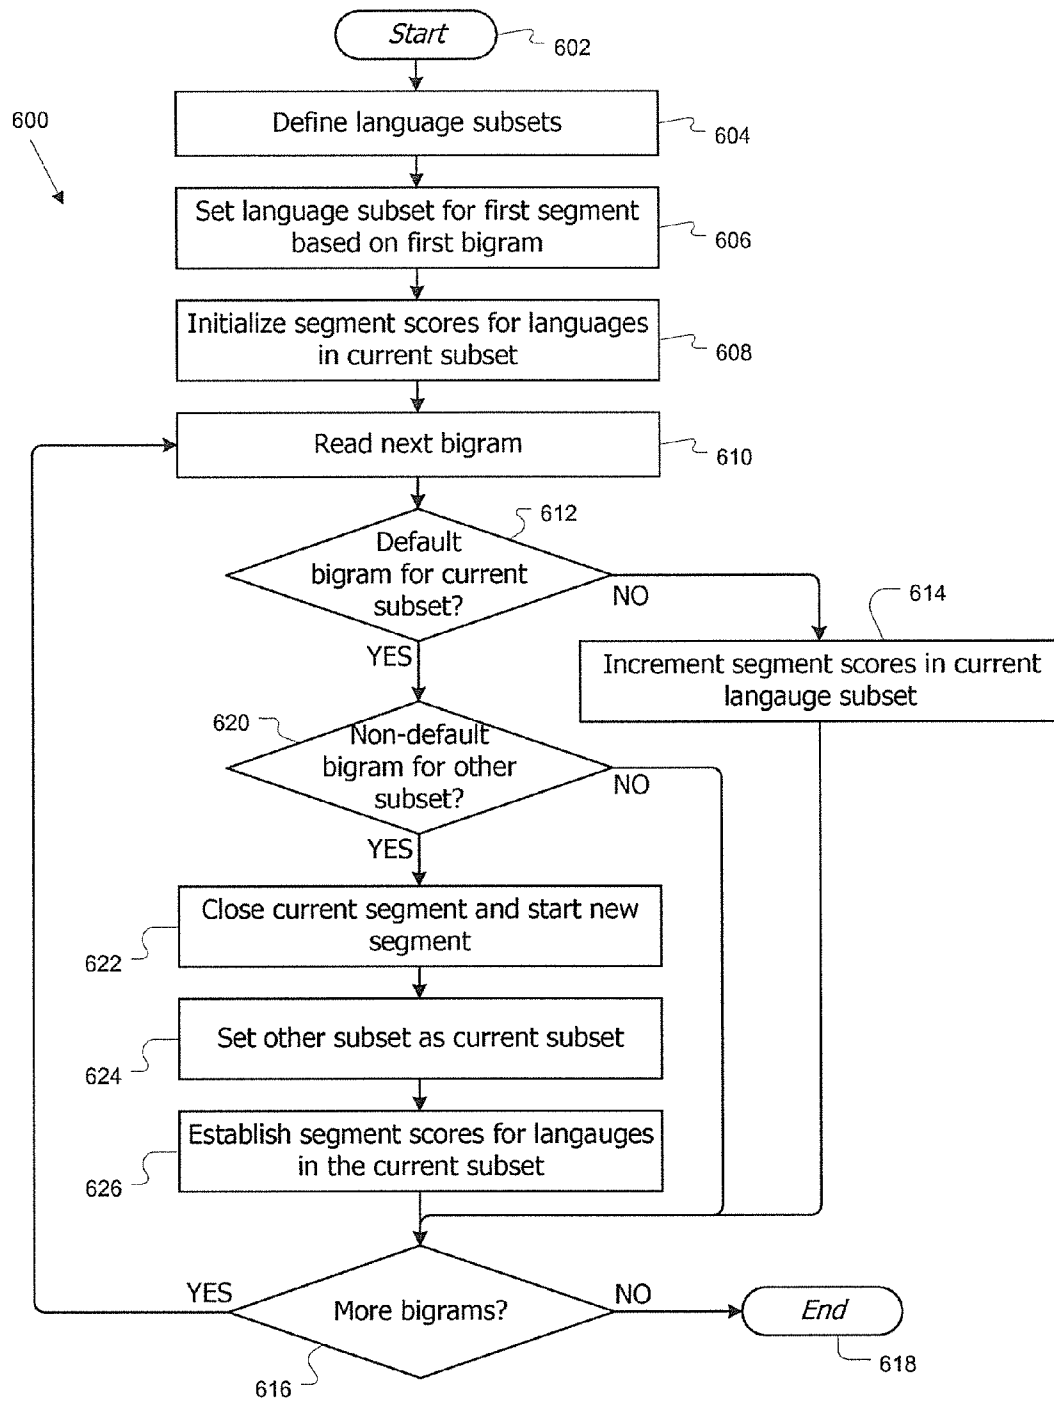 Start
602
600
Define language subsets
604
Set language subset for first segment
based on first bigram
606
Initialize segment scores for languages
in current subset
608
Read next bigram
610
612
Default
bigram for current
subset?
NO
YES
614
Increment segment scores in current
langauge subset
620
Non-default
bigram for other
subset?
NO
YES
Close current segment and start new
segment
622
Set other subset as current subset
624
Establish segment scores for langauges
in the current subset
626
YES
More bigrams?
NO
End
616
618